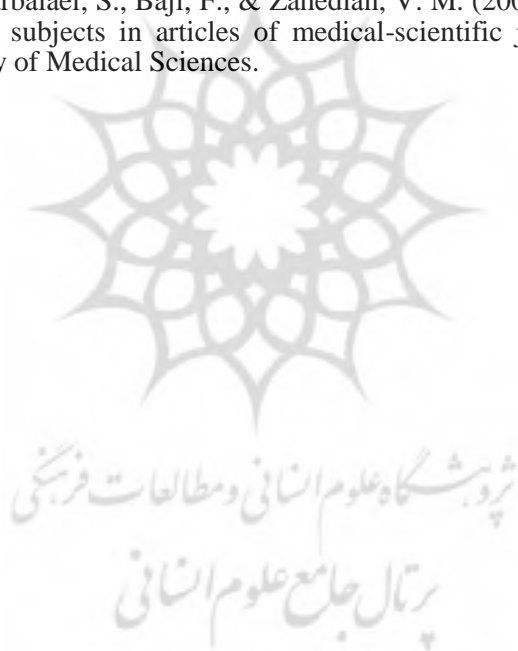 rbalaei, S., Baji, F., & Zahedian, V. M. (200
subjects in articles of medical-scientific j
y of Medical Sciences.
پژوهشگاه علوم انسانی و مطالعات فرهنگی
پرتال جامع علوم انسانی